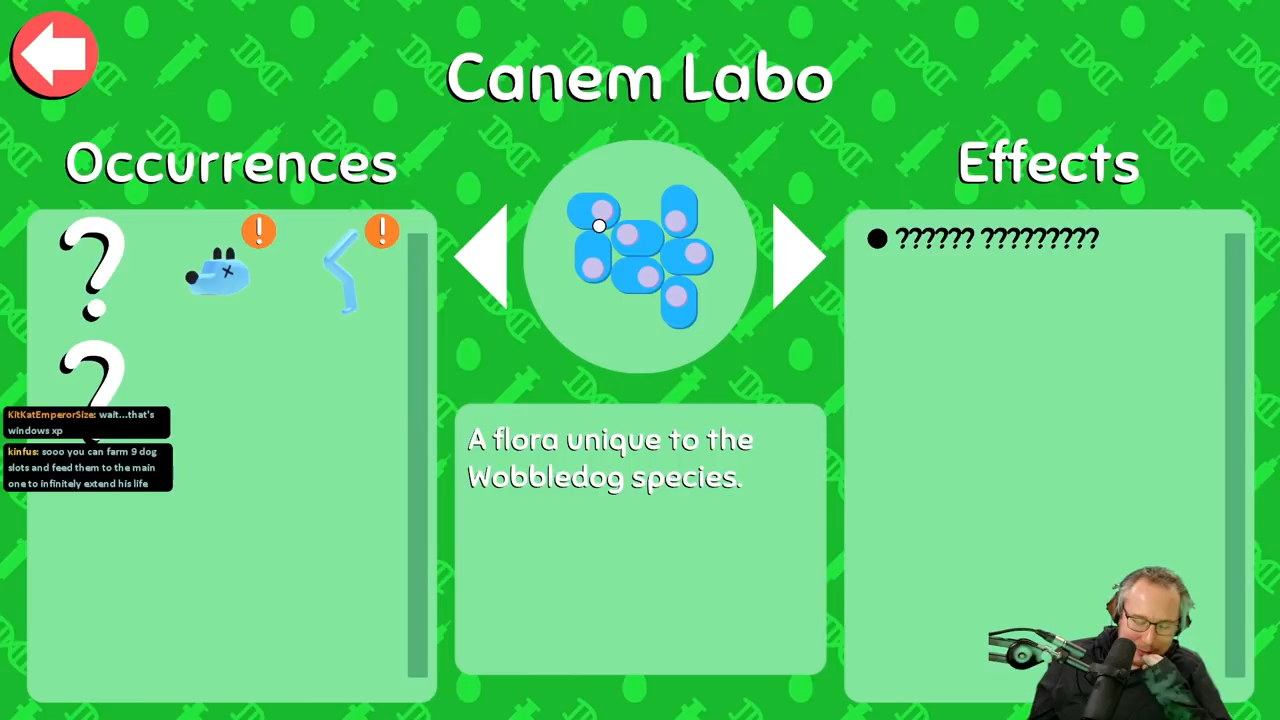 Canem Labo
Occurrences
Effects
?
!
!
● ?????? ?????????
?
KitKatEmperorSize: wait...that's
windows xp
kinfus: sooo you can farm 9 dog
slots and feed them to the main
one to infinitely extend his life
A flora unique to the
Wobbledog species.